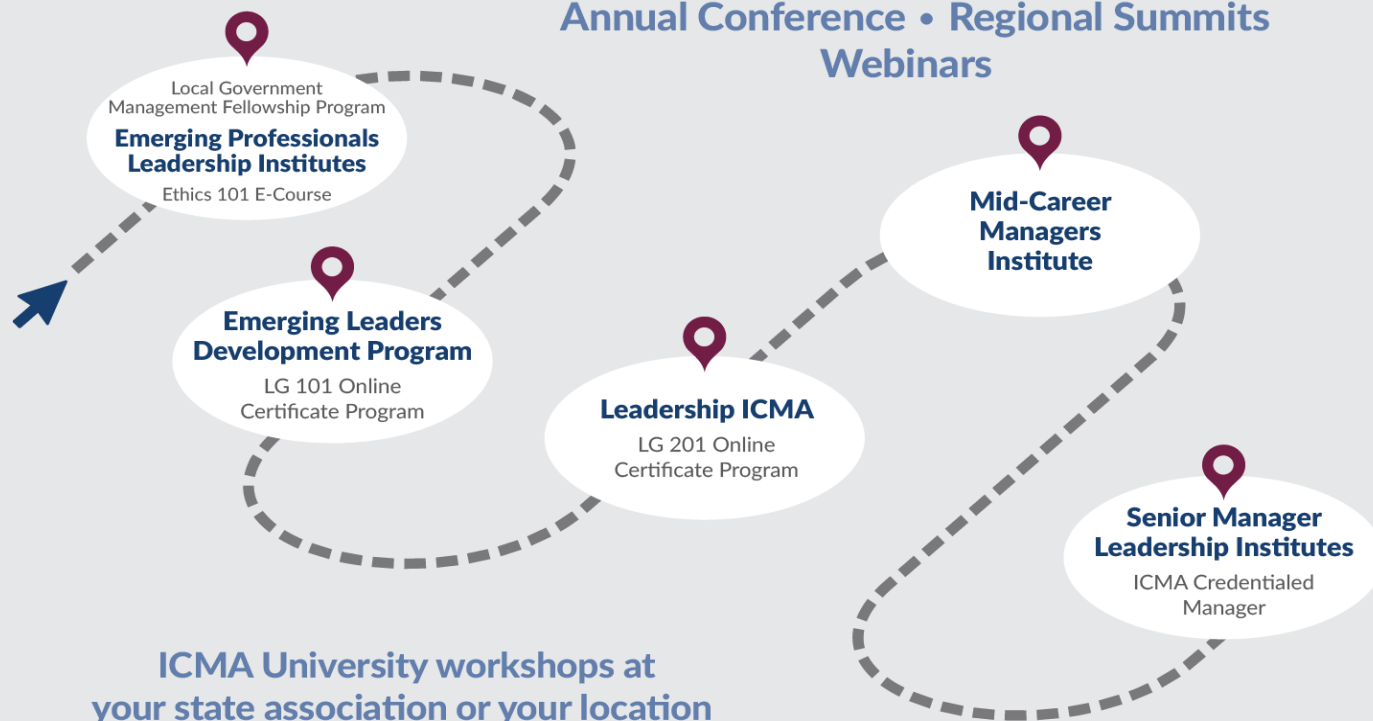 Annual Conference • Regional Summits
Webinars
Local Government
Management Fellowship Program
Emerging Professionals
Leadership Institutes
Ethics 101 E-Course
Emerging Leaders
Development Program
LG 101 Online
Certificate Program
Leadership ICMA
LG 201 Online
Certificate Program
Mid-Career
Managers
Institute
Senior Manager
Leadership Institutes
ICMA Credentialed
Manager
ICMA University workshops at
your state association or your location